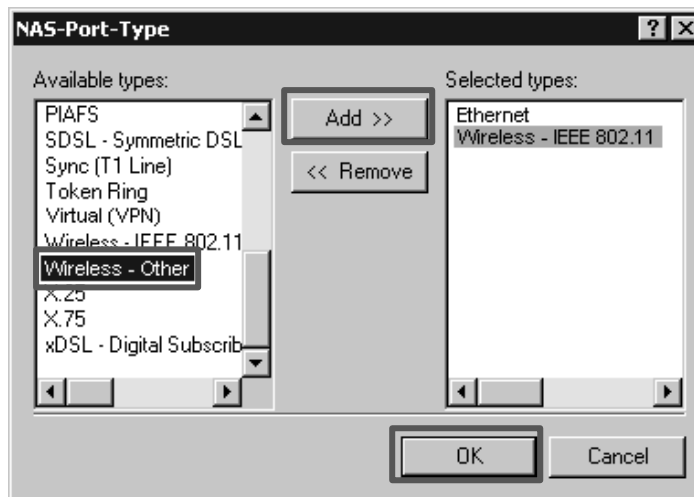 NAS-Port-Type
Available types:
PIAFS
SDSL - Symmetric DSL
Sync (T1 Line)
Token Ring
Virtual (VPN)
Wireless - IEEE 802.11
Wireless - Other
X.25
X.75
xDSL - Digital Subscrib
Add >>
<< Remove
Selected types:
Ethernet
Wireless - IEEE 802.11
OK
Cancel